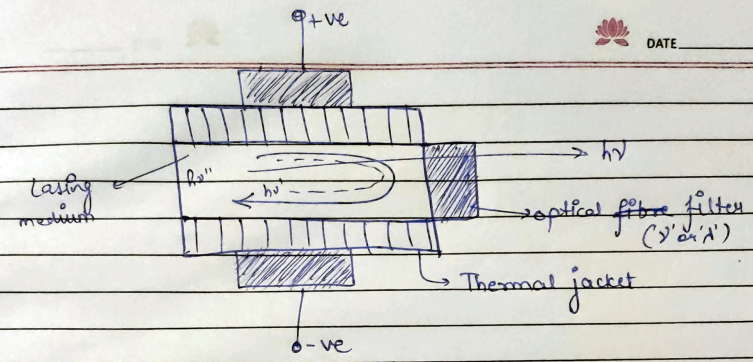 +ve
DATE
hν
hν''
hν'
Lasing
medium
optical fibre filter
(ν' or 'λ')
Thermal jacket
-ve